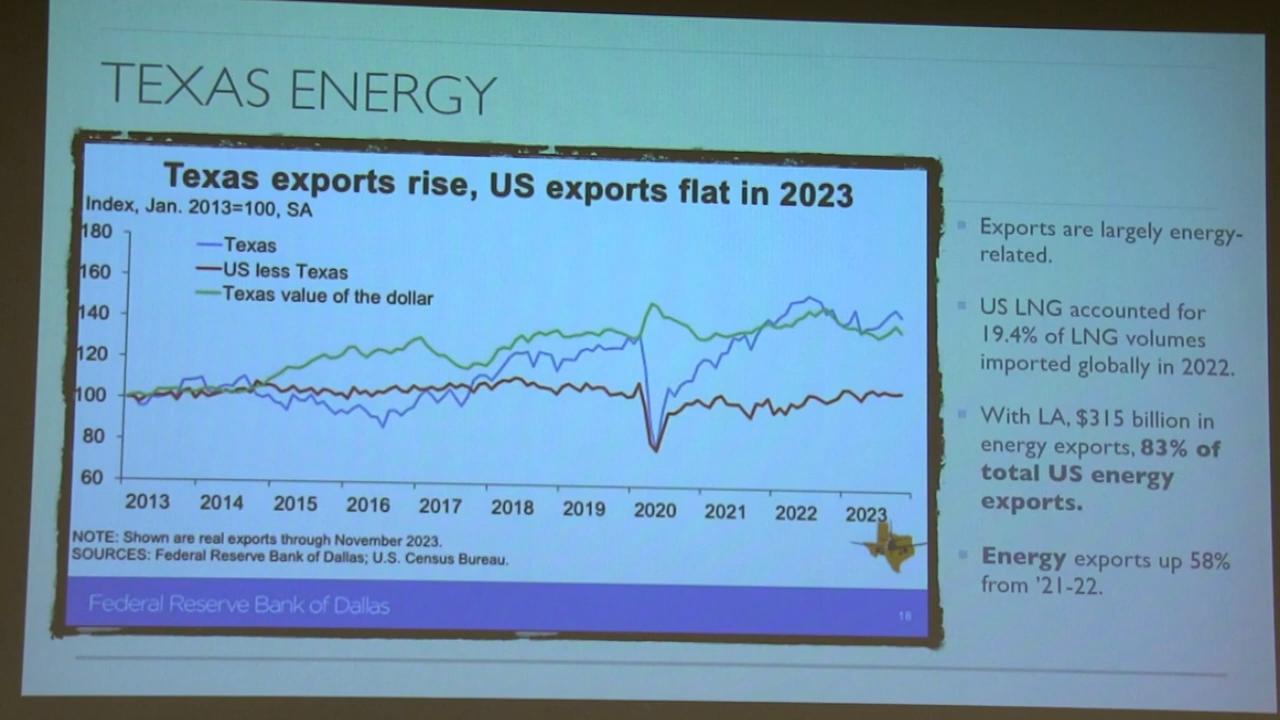 TEXAS ENERGY
Texas exports rise, US exports flat in 2023
Index, Jan. 2013=100, SA
180
160
140
120
100
80
60
Texas
US less Texas
Texas value of the dollar
2013 2014 2015 2016 2017 2018 2019 2020 2021 2022 2023
NOTE: Shown are real exports through November 2023.
SOURCES: Federal Reserve Bank of Dallas; U.S. Census Bureau.
Federal Reserve Bank of Dallas
18
Exports are largely energy-
related.
US LNG accounted for
19.4% of LNG volumes
imported globally in 2022.
With LA, $315 billion in
energy exports, 83% of
total US energy
exports.
Energy exports up 58%
from '21-22.